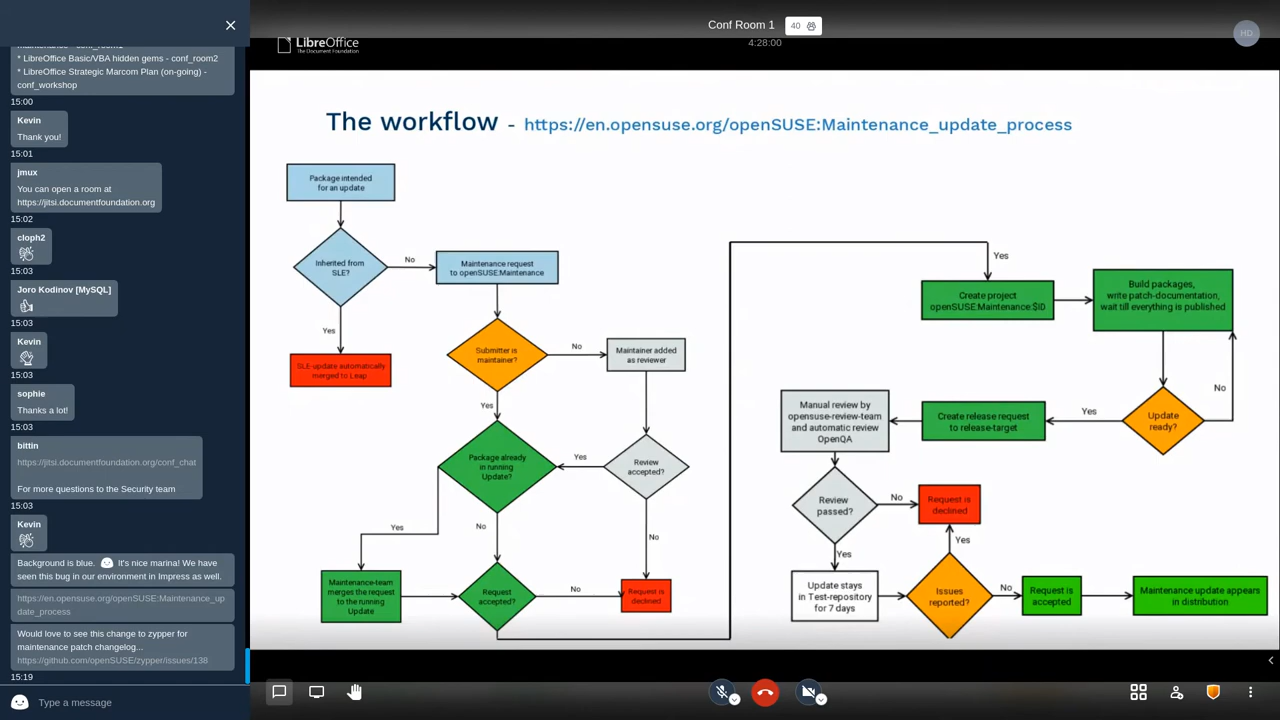 maintenance - conf_room1
* LibreOffice Basic/VBA hidden gems - conf_room2
* LibreOffice Strategic Marcom Plan (on-going) -
conf_workshop
15:00
Kevin
Thank you!
15:01
jmux
You can open a room at
https://jitsi.documentfoundation.org
15:02
cloph2
15:03
Joro Kodinov [MySQL]
15:03
Kevin
15:03
sophie
Thanks a lot!
15:03
bittin
https://jitsi.documentfoundation.org/conf_chat
For more questions to the Security team
15:03
Kevin
Background is blue. It's nice marina! We have
seen this bug in our environment in Impress as well.
https://en.opensuse.org/openSUSE:Maintenance_up
date_process
Would love to see this change to zypper for
maintenance patch changelog...
https://github.com/openSUSE/zypper/issues/138
15:19
Type a message
Conf Room 1
40
4:28:00
HD
LibreOffice
The Document Foundation
The workflow - https://en.opensuse.org/openSUSE:Maintenance_update_process
Package intended
for an update
Inherited from
SLE?
No
Maintenance request
to openSUSE:Maintenance
Yes
SLE-update automatically
merged to Leap
Submitter is
maintainer?
No
Maintainer added
as reviewer
Yes
Package already
in running
Update?
Yes
Review
accepted?
Yes
No
No
Maintenance-team
merges the request
to the running
Update
Request
accepted?
No
Request is
declined
Yes
Create project
openSUSE:Maintenance:$ID
Build packages,
write patch-documentation,
wait till everything is published
No
Update
ready?
Yes
Create release request
to release-target
Manual review by
opensuse-review-team
and automatic review
OpenQA
Review
passed?
No
Request is
declined
Yes
Yes
Update stays
in Test-repository
for 7 days
Issues
reported?
No
Request is
accepted
Maintenance update appears
in distribution